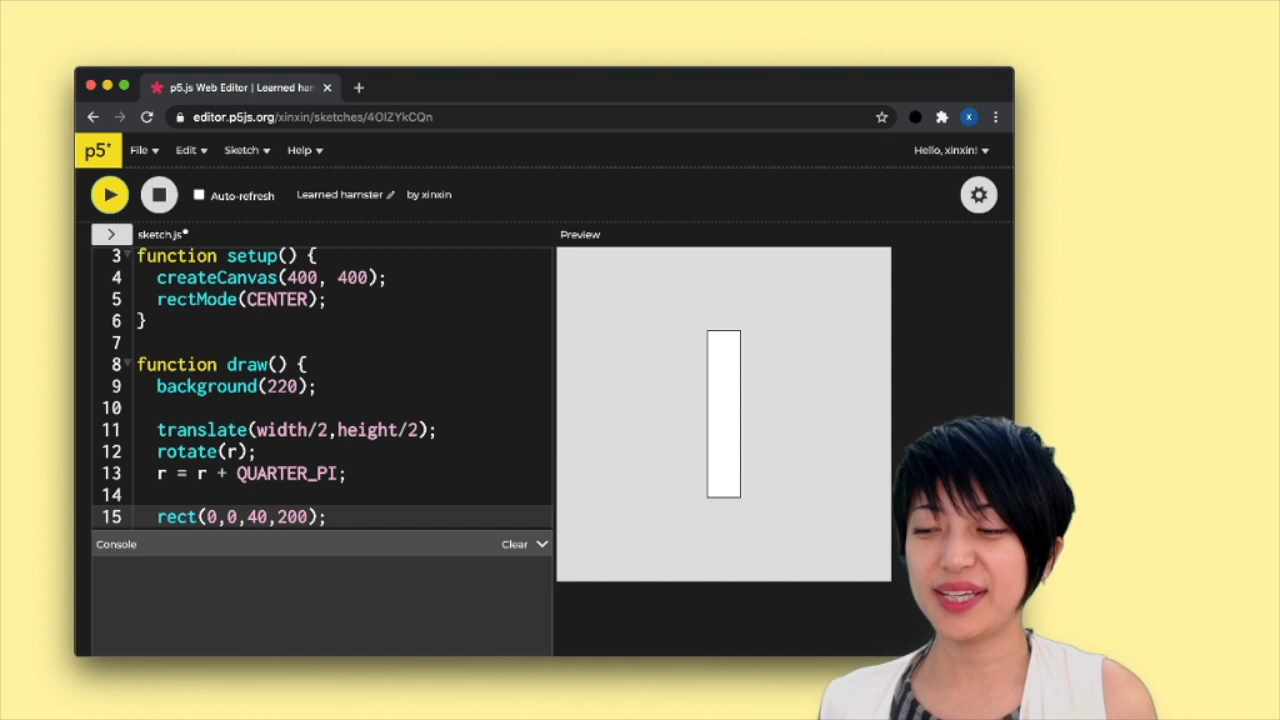 p5.js Web Editor | Learned ham
editor.p5js.org/xinxin/sketches/4OlZYkCQn
X
p5* File Edit Sketch Help Hello, xinxin!
Auto-refresh Learned hamster by xinxin
sketch.js Preview
3 function setup() {
4 createCanvas(400, 400);
5 rectMode(CENTER);
6 }
7
8 function draw() {
9 background(220);
10
11 translate(width/2,height/2);
12 rotate(r);
13 r = r + QUARTER_PI;
14
15 rect(0,0,40,200);
Console Clear